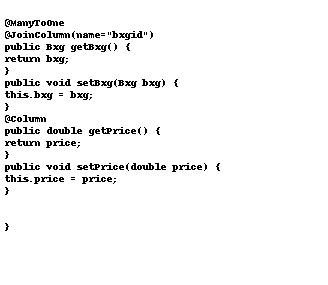 @ManyToOne
@JoinColumn(name="bxgid")
public Bxg getBxg() {
return bxg;
}
public void setBxg(Bxg bxg) {
this.bxg = bxg;
}
@Column
public double getPrice() {
return price;
}
public void setPrice(double price) {
this.price = price;
}
}